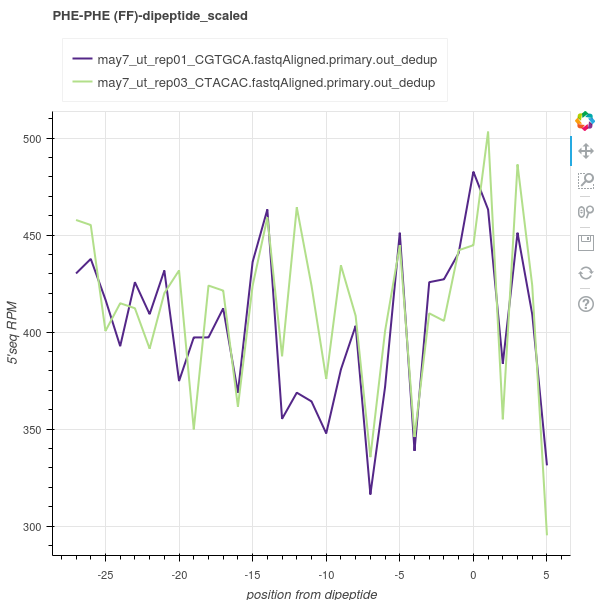 PHE-PHE (FF)-dipeptide_scaled
may7_ut_rep01_CGTGCA.fastqAligned.primary.out_dedup
may7_ut_rep03_CTACAC.fastqAligned.primary.out_dedup
500
450
400
350
300
5'seq RPM
-25 -20 -15 -10 -5 0 5
position from dipeptide